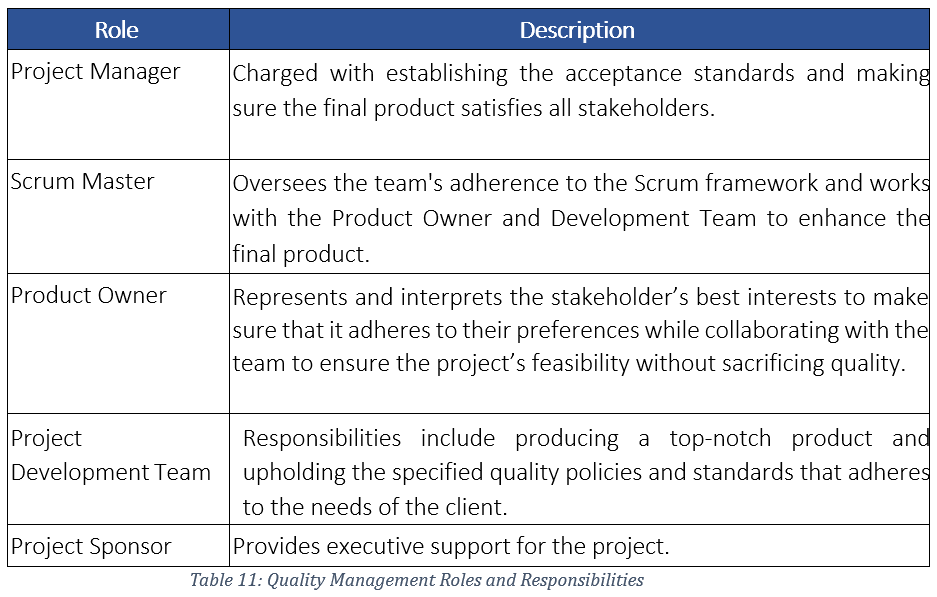 Role Description
Project Manager
Charged with establishing the acceptance standards and making
sure the final product satisfies all stakeholders.
Scrum Master
Oversees the team's adherence to the Scrum framework and works
with the Product Owner and Development Team to enhance the
final product.
Product Owner
Represents and interprets the stakeholder’s best interests to make
sure that it adheres to their preferences while collaborating with the
team to ensure the project’s feasibility without sacrificing quality.
Project
Development Team
Responsibilities include producing a top-notch product and
upholding the specified quality policies and standards that adheres
to the needs of the client.
Project Sponsor
Provides executive support for the project.
Table 11: Quality Management Roles and Responsibilities